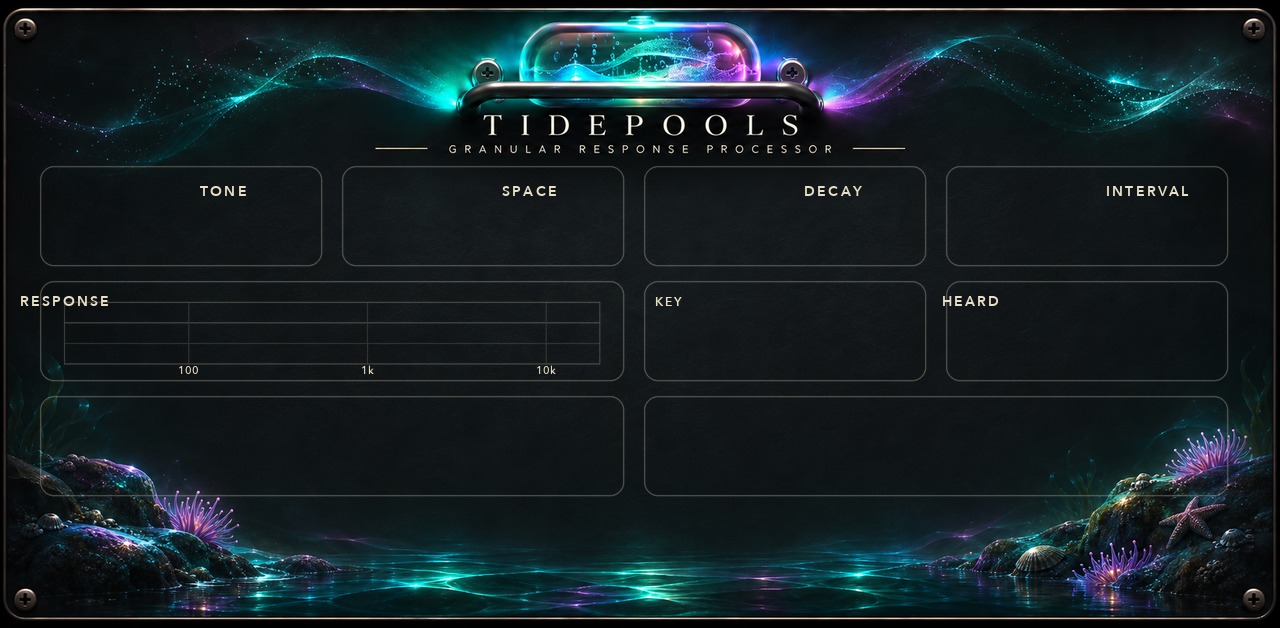 TIDEPOOLS
GRANULAR RESPONSE PROCESSOR
TONE
SPACE
DECAY
INTERVAL
RESPONSE
KEY
HEARD
100
1k
10k